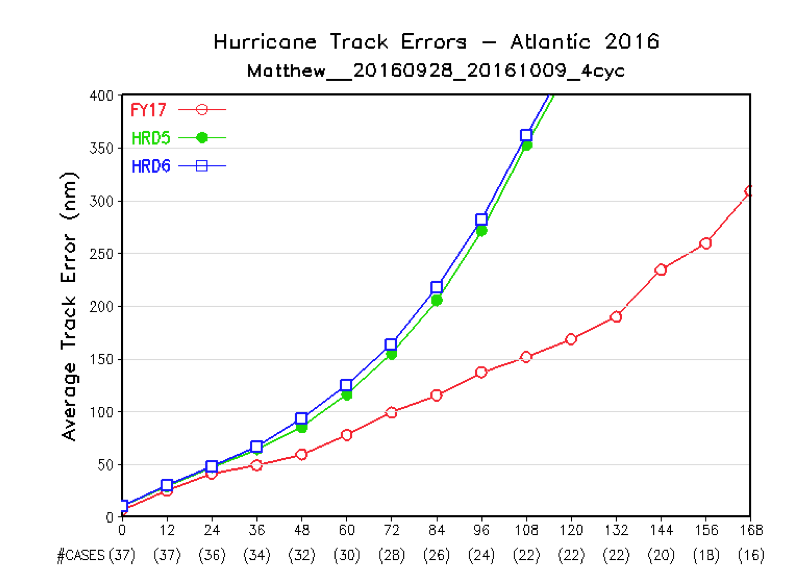 Hurricane Track Errors – Atlantic 2016
Matthew__20160928_20161009_4cyc
FY17
HRD5
HRD6
Average Track Error (nm)
400
350
300
250
200
150
100
50
0
0 12 24 36 48 60 72 84 96 108 120 132 144 156 168
#CASES (37) (37) (36) (34) (32) (30) (28) (26) (24) (22) (22) (22) (20) (18) (16)